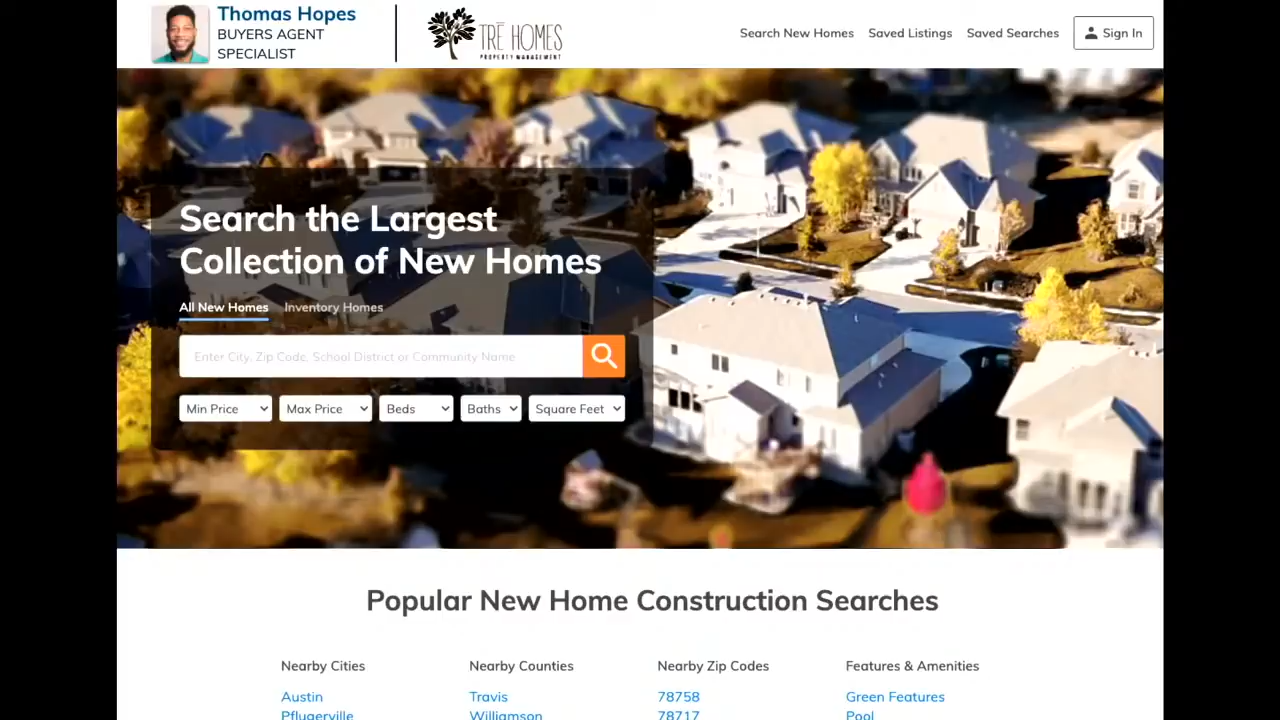 Thomas Hopes
BUYERS AGENT
SPECIALIST
TRĒ HOMES
PROPERTY MANAGEMENT
Search New Homes
Saved Listings
Saved Searches
Sign In
Search the Largest
Collection of New Homes
All New Homes
Inventory Homes
Enter City, Zip Code, School District or Community Name
Min Price
Max Price
Beds
Baths
Square Feet
Popular New Home Construction Searches
Nearby Cities
Nearby Counties
Nearby Zip Codes
Features & Amenities
Austin
Travis
78758
Green Features
Pflugerville
Williamson
78717
Pool